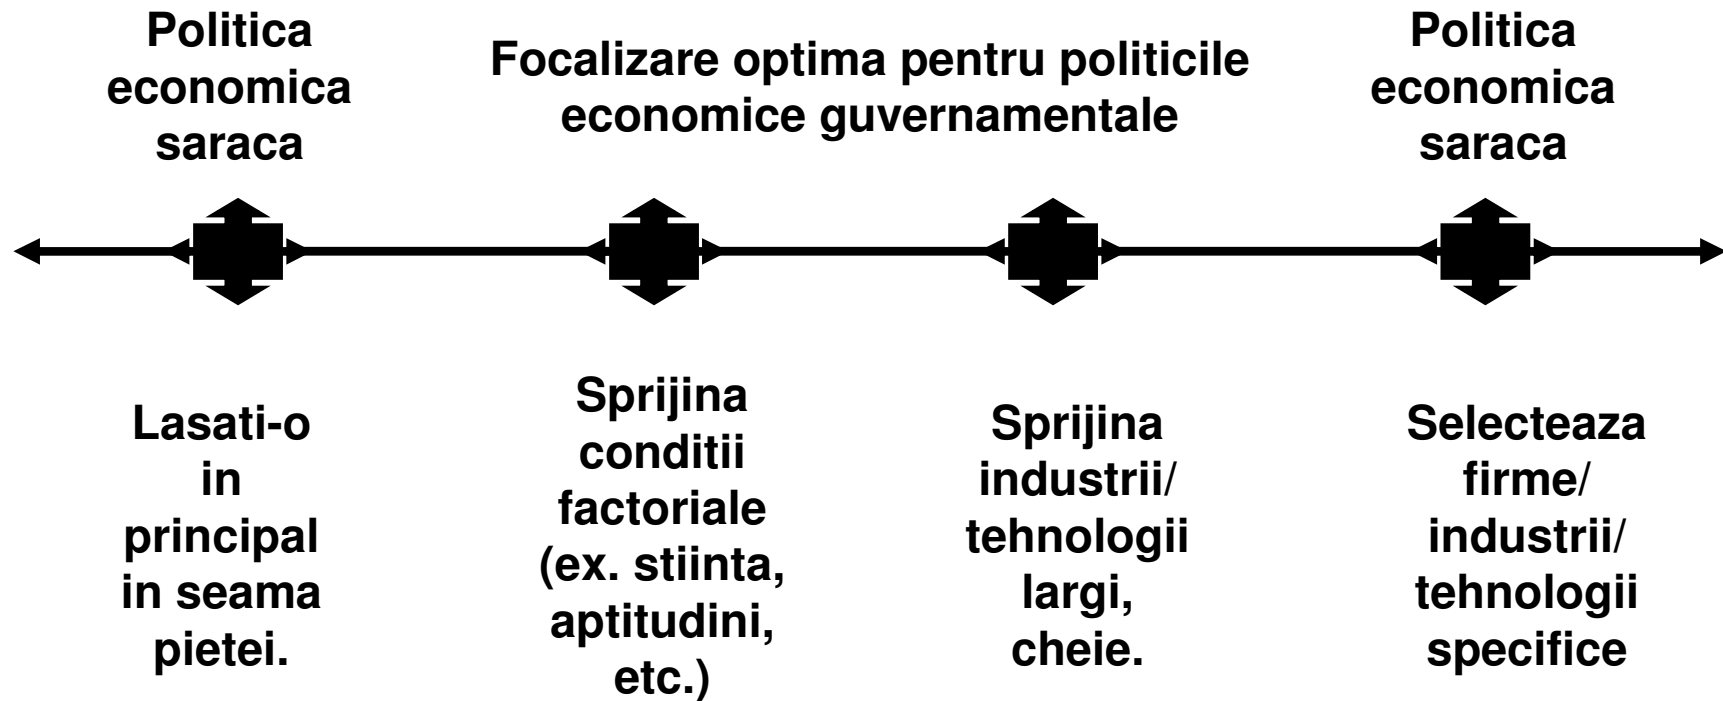 Politica
economica
saraca
Focalizare optima pentru politicile
economice guvernamentale
Politica
economica
saraca
Lasati-o
in
principal
in seama
pietei.
Sprijina
conditii
factoriale
(ex. stiinta,
aptitudini,
etc.)
Sprijina
industrii/
tehnologii
largi,
cheie.
Selecteaza
firme/
industrii/
tehnologii
specifice